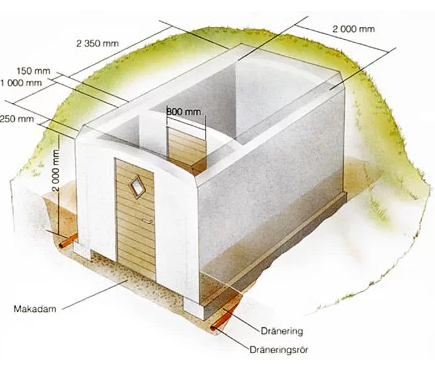 2 000 mm
2 350 mm
150 mm
1 000 mm
250 mm
800 mm
2 000 mm
Makadam
Dränering
Dräneringsrör